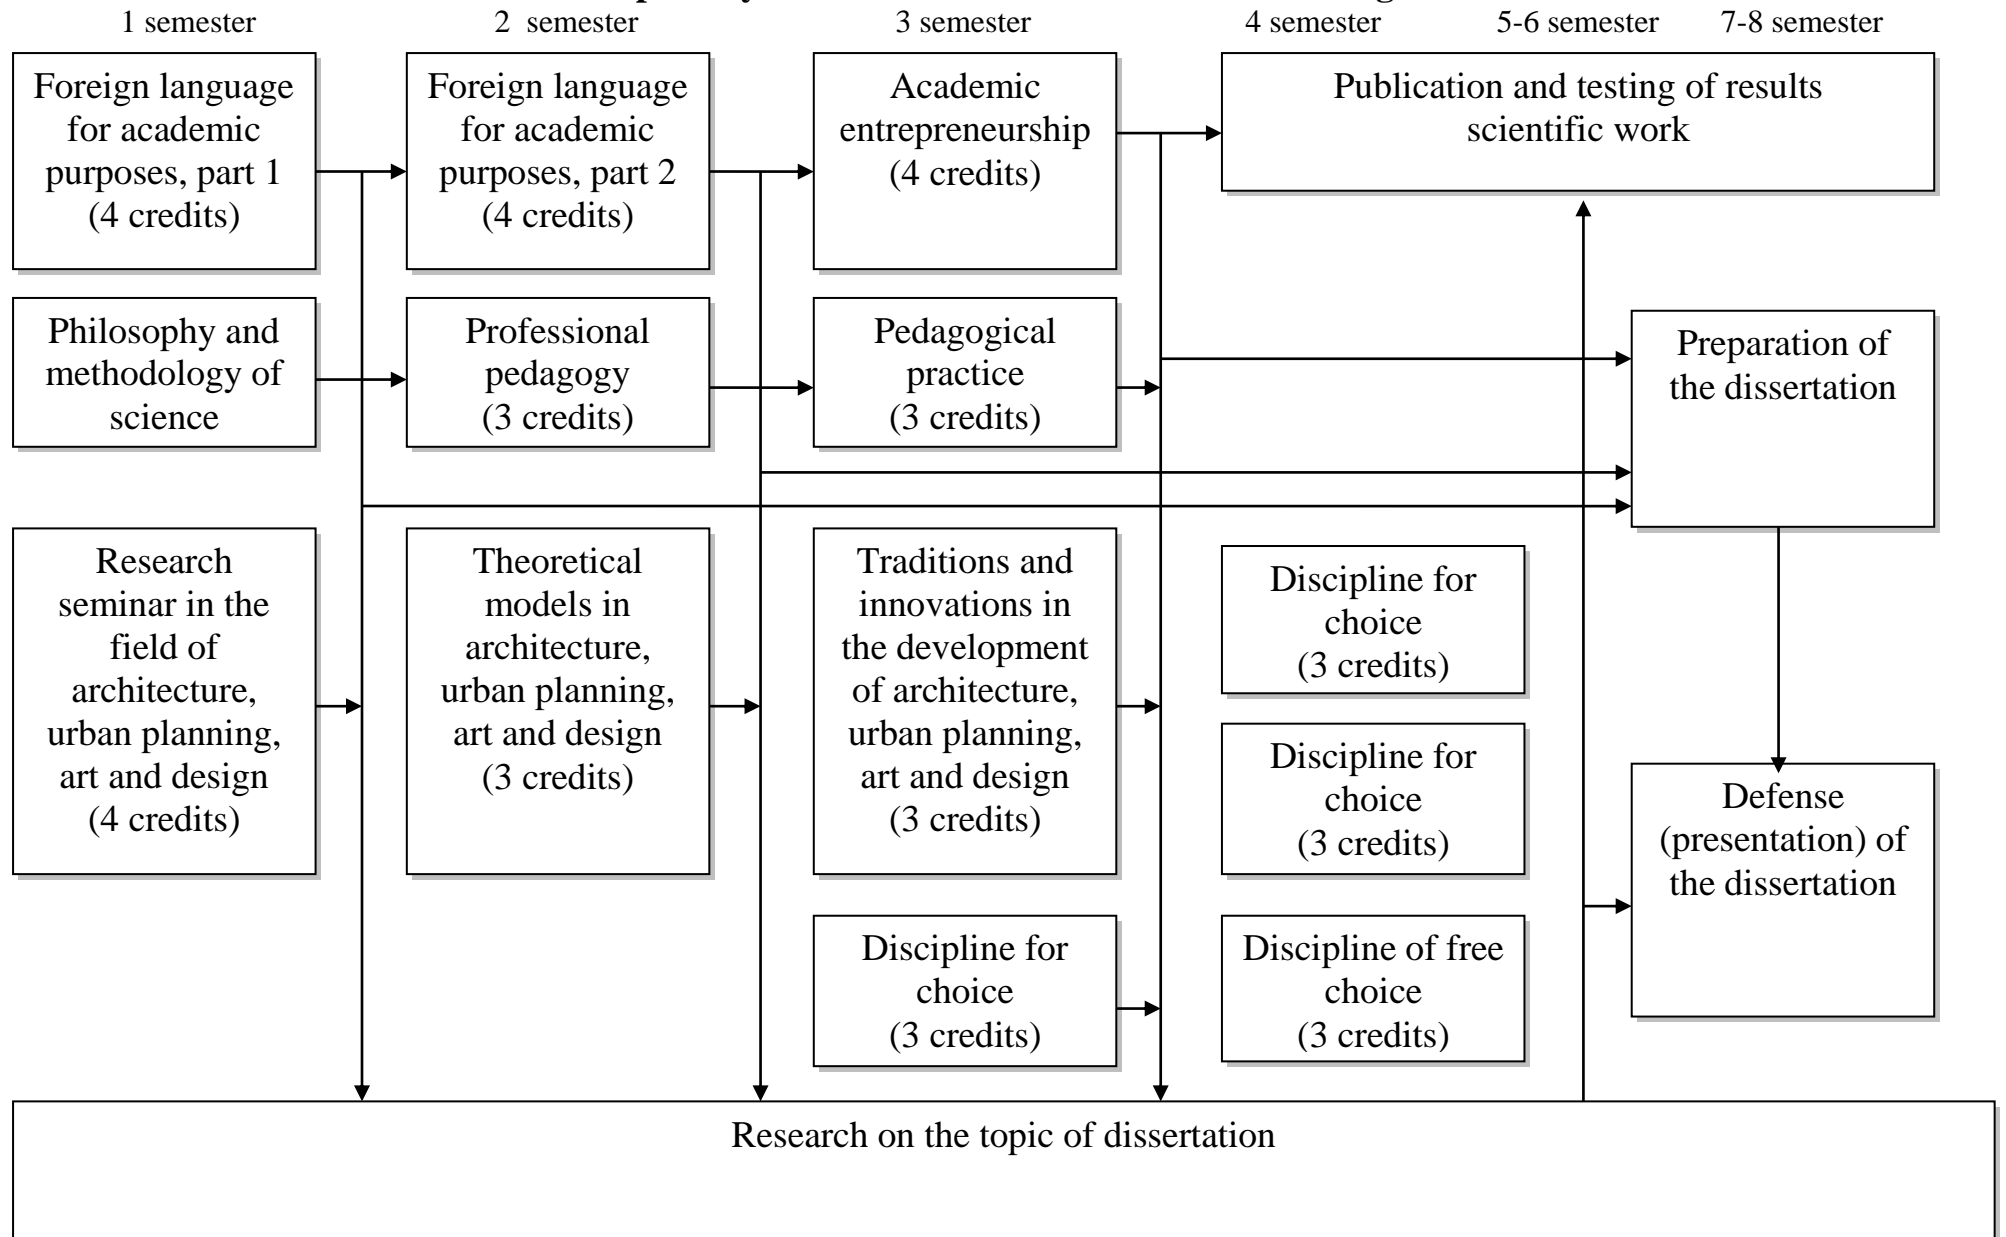 1 semester
2 semester
3 semester
4 semester
5-6 semester
7-8 semester
Foreign language
for academic
purposes, part 1
(4 credits)
Foreign language
for academic
purposes, part 2
(4 credits)
Academic
entrepreneurship
(4 credits)
Publication and testing of results
scientific work
Philosophy and
methodology of
science
Professional
pedagogy
(3 credits)
Pedagogical
practice
(3 credits)
Preparation of
the dissertation
Research
seminar in the
field of
architecture,
urban planning,
art and design
(4 credits)
Theoretical
models in
architecture,
urban planning,
art and design
(3 credits)
Traditions and
innovations in
the development
of architecture,
urban planning,
art and design
(3 credits)
Discipline for
choice
(3 credits)
Discipline for
choice
(3 credits)
Defense
(presentation) of
the dissertation
Discipline for
choice
(3 credits)
Discipline of free
choice
(3 credits)
Research on the topic of dissertation